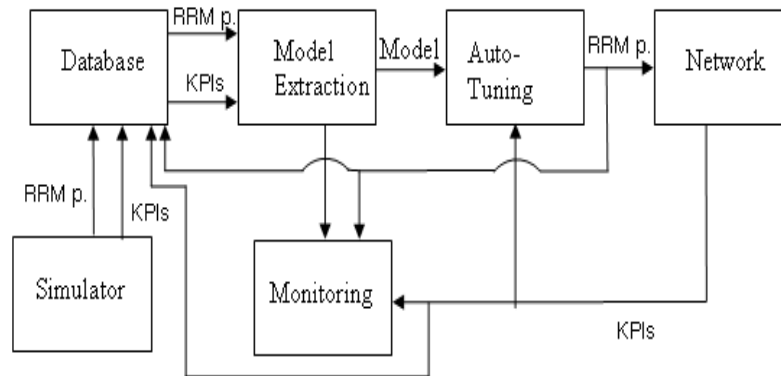 RRM p.
Database
KPIs
Model
Extraction
Model
Auto-
Tuning
RRM p.
Network
RRM p.
KPIs
Simulator
Monitoring
KPIs